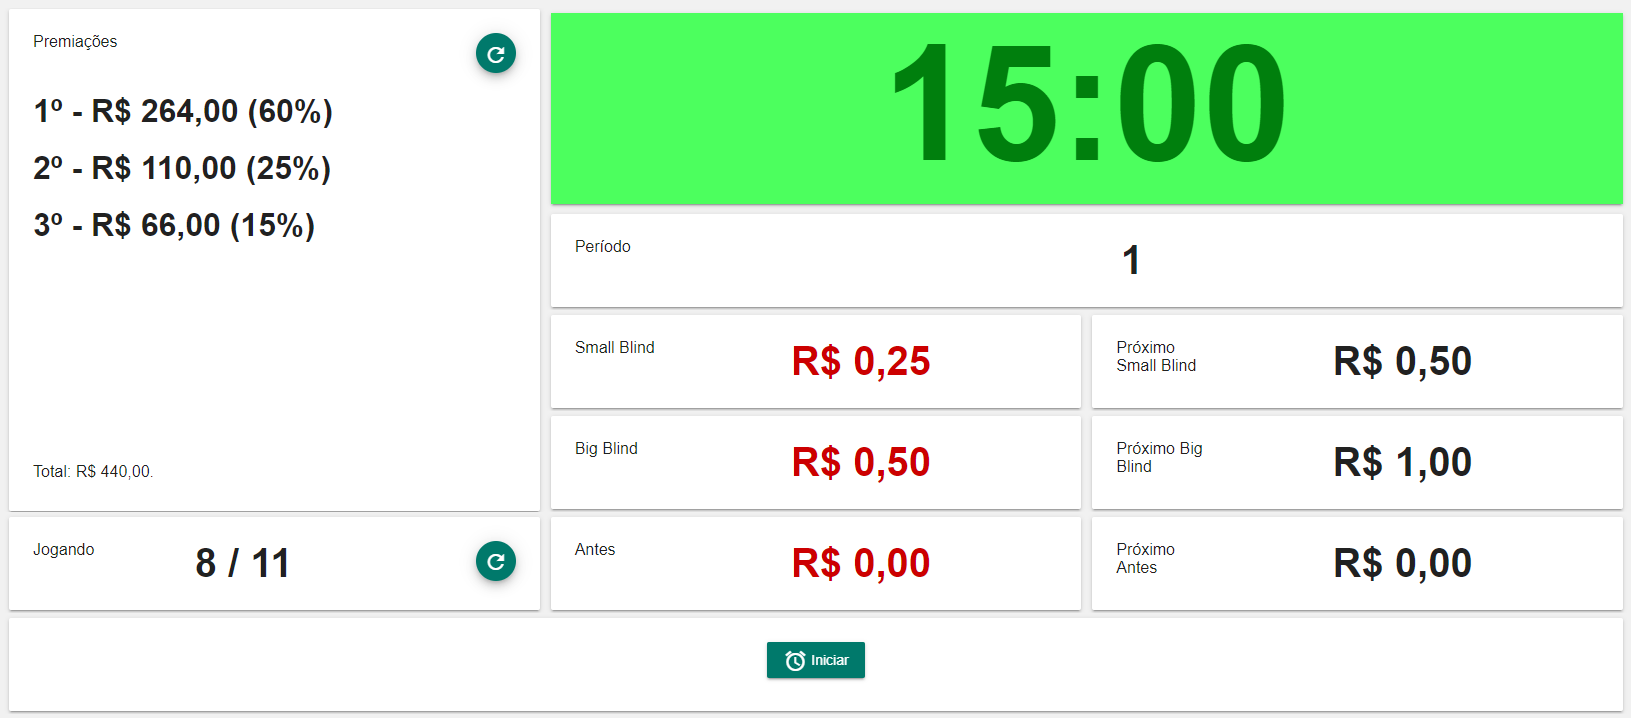 Premiações
1º - R$ 264,00 (60%)
2º - R$ 110,00 (25%)
3º - R$ 66,00 (15%)
Total: R$ 440,00.
Jogando
8 / 11
15:00
Período
1
Small Blind
R$ 0,25
Próximo
Small Blind
R$ 0,50
Big Blind
R$ 0,50
Próximo Big
Blind
R$ 1,00
Antes
R$ 0,00
Próximo
Antes
R$ 0,00
Iniciar